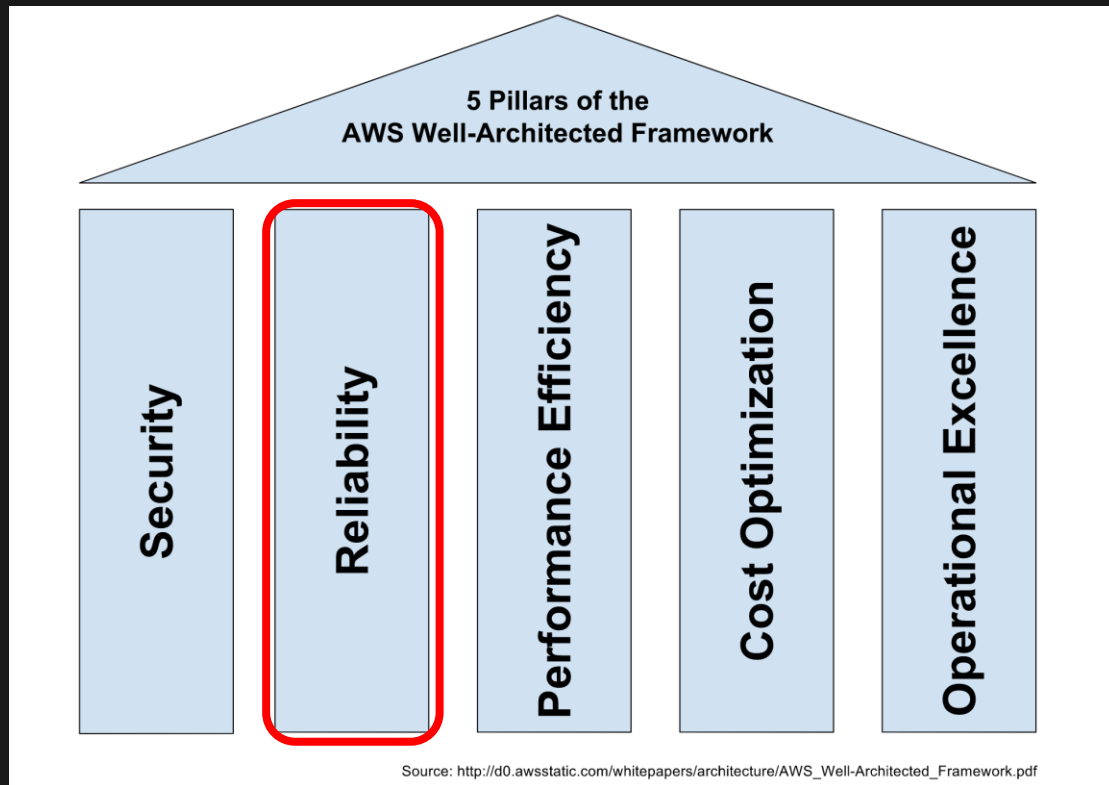 5 Pillars of the
AWS Well-Architected Framework
Security
Reliability
Performance Efficiency
Cost Optimization
Operational Excellence
Source: http://d0.awsstatic.com/whitepapers/architecture/AWS_Well-Architected_Framework.pdf